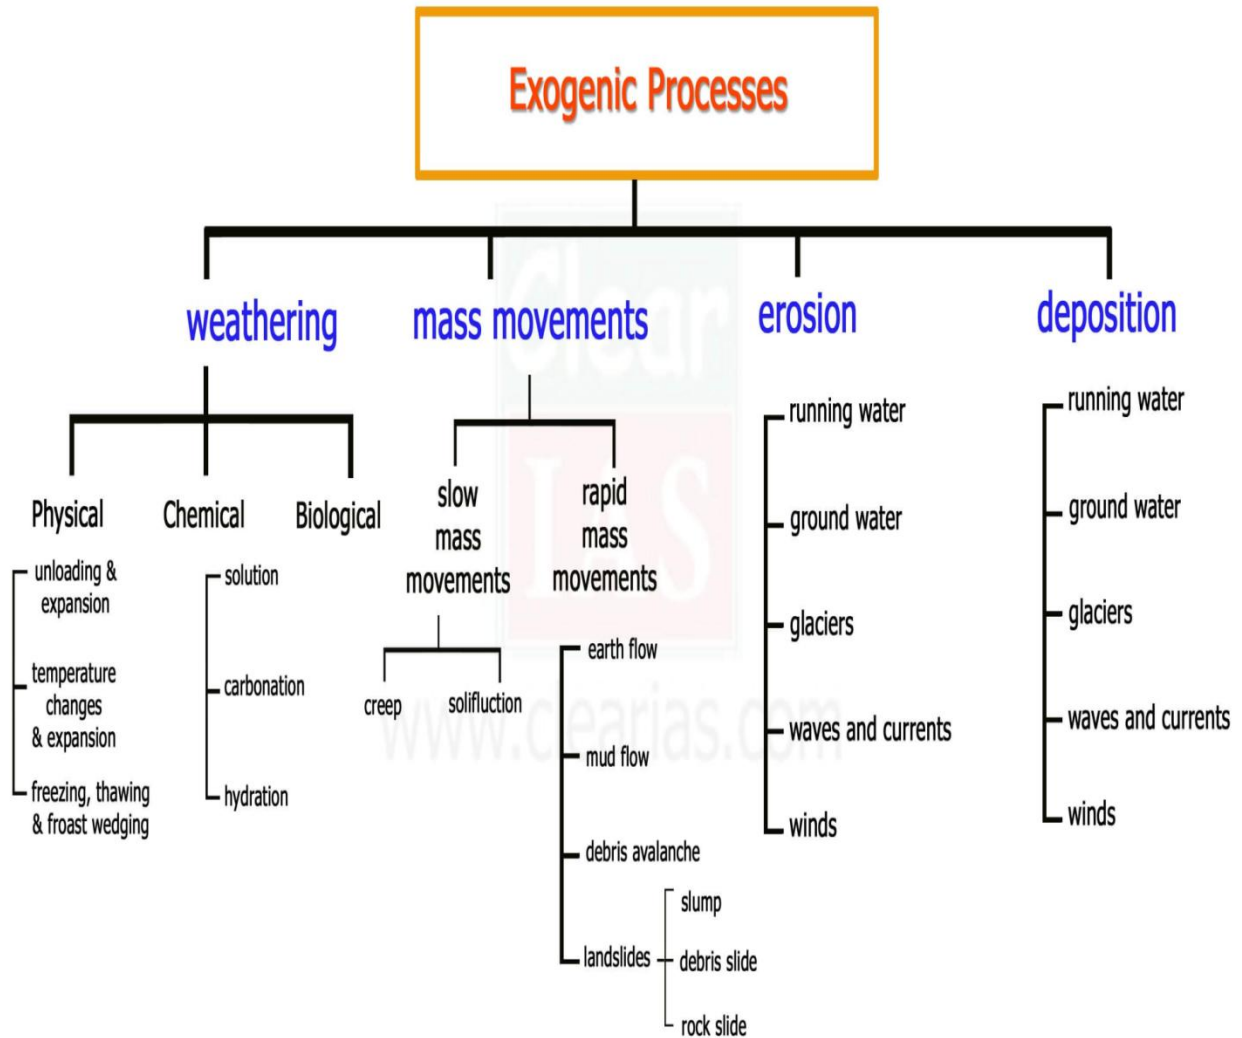 Exogenic Processes
weathering
mass movements
erosion
deposition
Physical
Chemical
Biological
unloading &
expansion
temperature
changes
& expansion
freezing, thawing
& froast wedging
solution
carbonation
hydration
slow
mass
movements
rapid
mass
movements
creep
solifluction
earth flow
mud flow
debris avalanche
landslides
slump
debris slide
rock slide
running water
ground water
glaciers
waves and currents
winds
running water
ground water
glaciers
waves and currents
winds
Clear
IAS
www.clearias.com